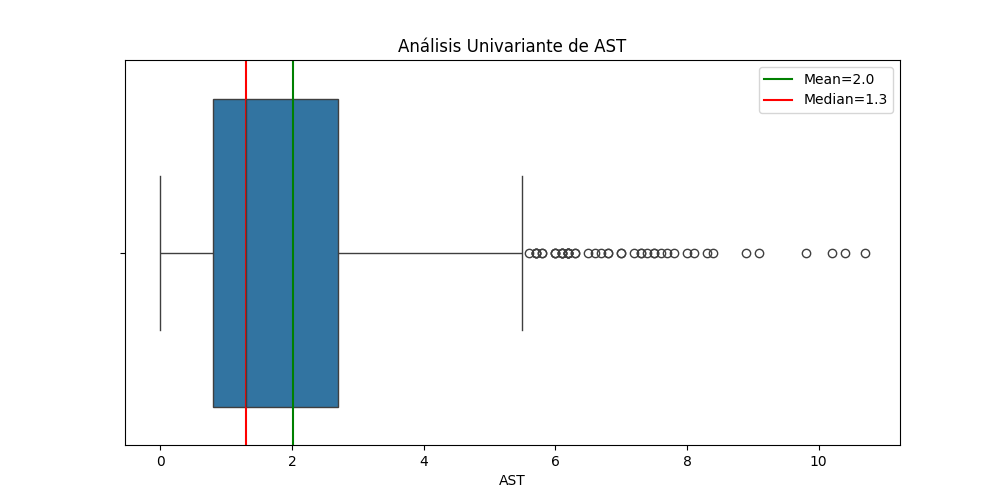 Análisis Univariante de AST
Mean=2.0
Median=1.3
0 2 4 6 8 10
AST